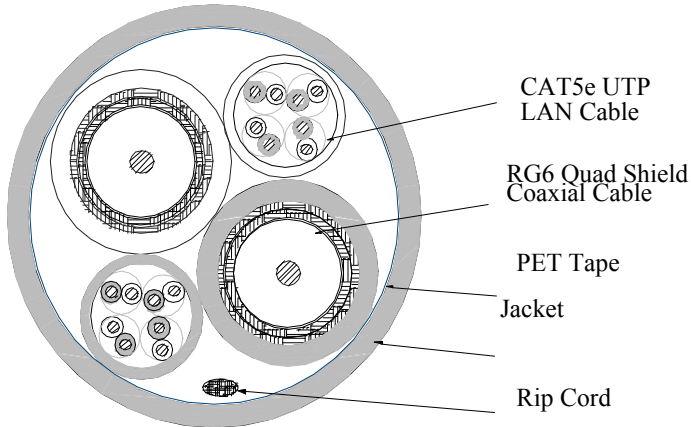 CAT5e UTP
LAN Cable
RG6 Quad Shield
Coaxial Cable
PET Tape
Jacket
Rip Cord